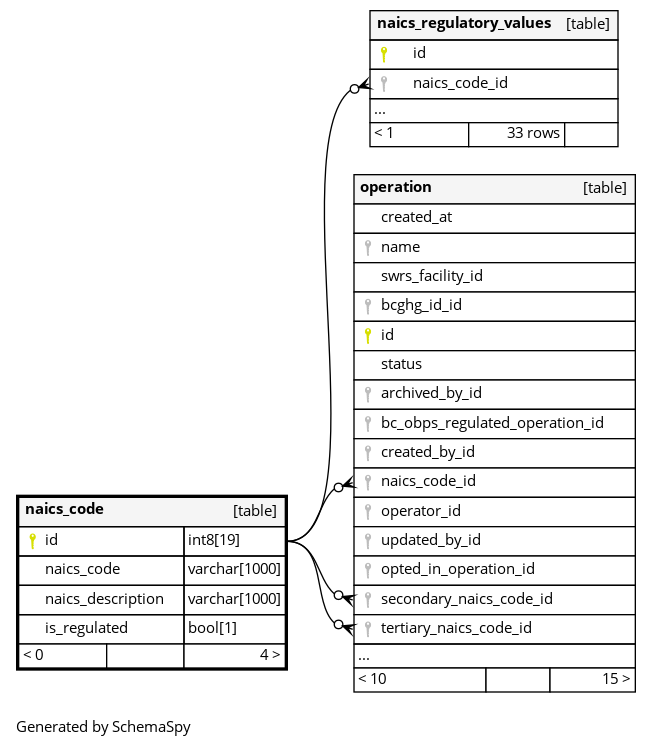 naics_regulatory_values [table]
id
naics_code_id
...
< 1 33 rows
operation [table]
created_at
name
swrs_facility_id
bcghg_id_id
id
status
archived_by_id
bc_obps_regulated_operation_id
created_by_id
naics_code_id
operator_id
updated_by_id
opted_in_operation_id
secondary_naics_code_id
tertiary_naics_code_id
...
< 10 15 >
naics_code [table]
id int8[19]
naics_code varchar[1000]
naics_description varchar[1000]
is_regulated bool[1]
< 0 4 >
Generated by SchemaSpy